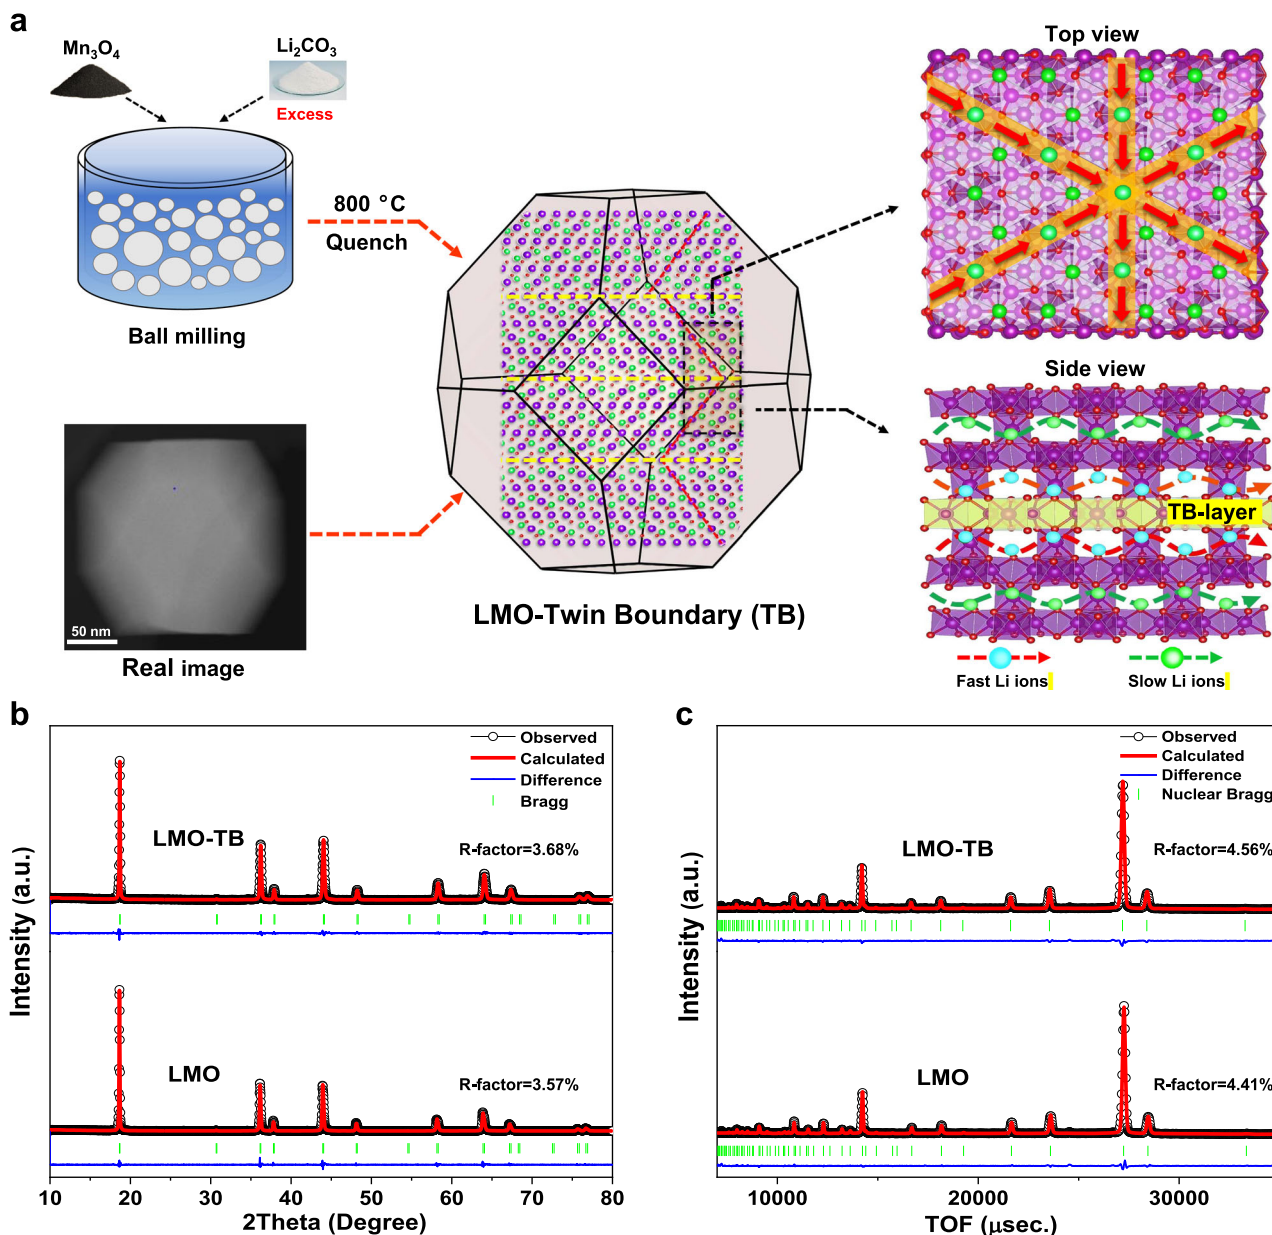 a
Mn₃O₄
Li₂CO₃
Excess
Ball milling
800 °C
Quench
50 nm
Real image
LMO-Twin Boundary (TB)
Top view
Side view
TB-layer
Fast Li ions
Slow Li ions
b
Observed
Calculated
Difference
Bragg
LMO-TB
R-factor=3.68%
LMO
R-factor=3.57%
Intensity (a.u.)
10 20 30 40 50 60 70 80
2Theta (Degree)
c
Observed
Calculated
Difference
Nuclear Bragg
LMO-TB
R-factor=4.56%
LMO
R-factor=4.41%
Intensity (a.u.)
10000 20000 30000
TOF (μsec.)